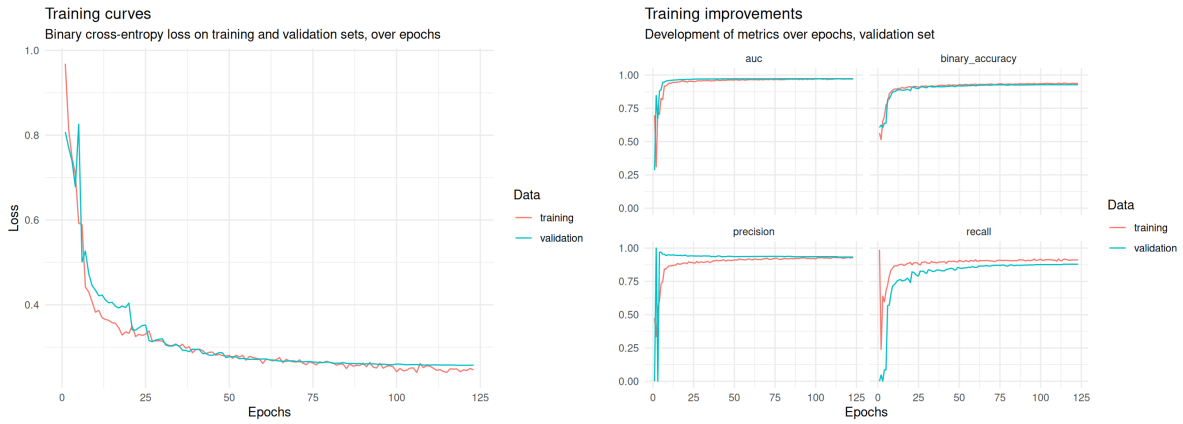 Training curves
Binary cross-entropy loss on training and validation sets, over epochs
1.0
0.8
0.6
0.4
Loss
0
25
50
75
100
125
Epochs
Data
training
validation
Training improvements
Development of metrics over epochs, validation set
auc
binary_accuracy
1.00
0.75
0.50
0.25
0.00
precision
recall
1.00
0.75
0.50
0.25
0.00
0 25 50 75 100 125 0 25 50 75 100 125
Epochs
Data
training
validation